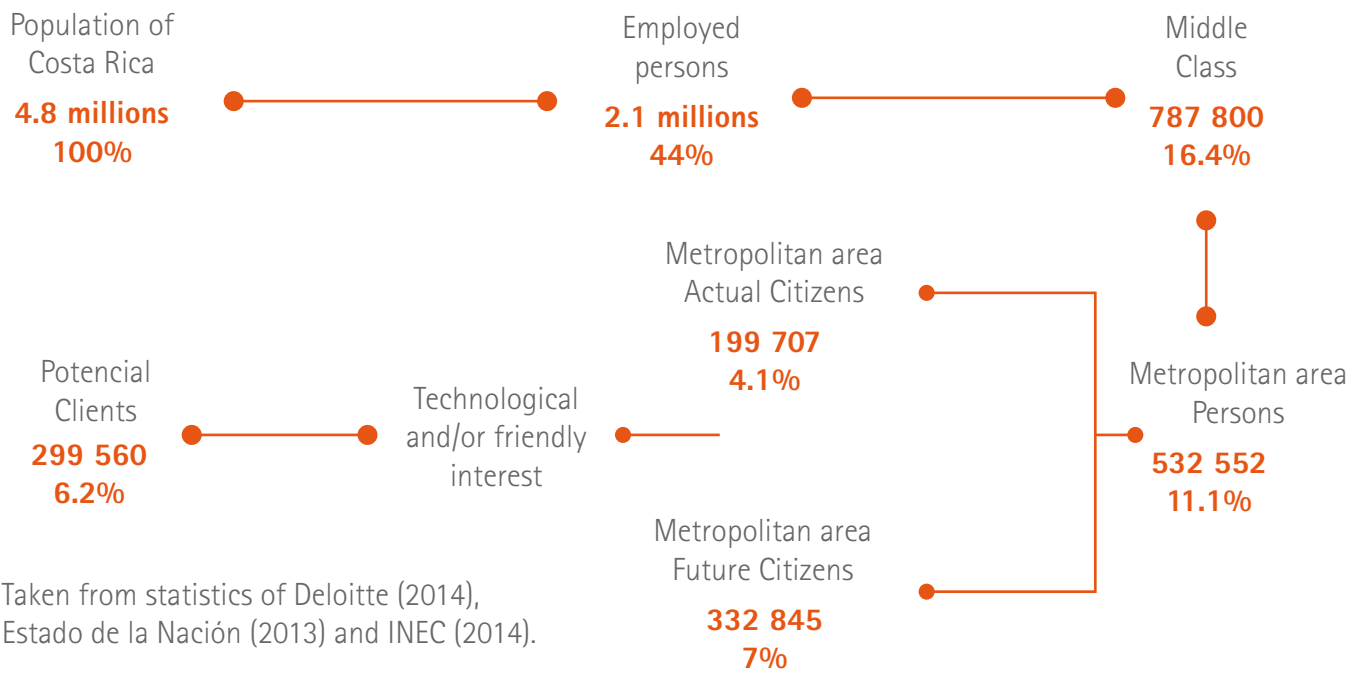 Population of
Costa Rica
4.8 millions
100%
Employed
persons
2.1 millions
44%
Middle
Class
787 800
16.4%
Metropolitan area
Actual Citizens
199 707
4.1%
Potencial
Clients
299 560
6.2%
Technological
and/or friendly
interest
Metropolitan area
Persons
532 552
11.1%
Metropolitan area
Future Citizens
332 845
7%
Taken from statistics of Deloitte (2014),
Estado de la Nación (2013) and INEC (2014).